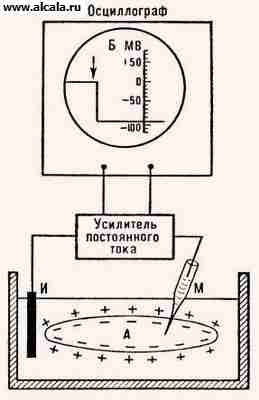 www.alcala.ru
Осциллограф
Б МВ
+50
0
-50
-100
Усилитель
постоянного
тока
И М
А